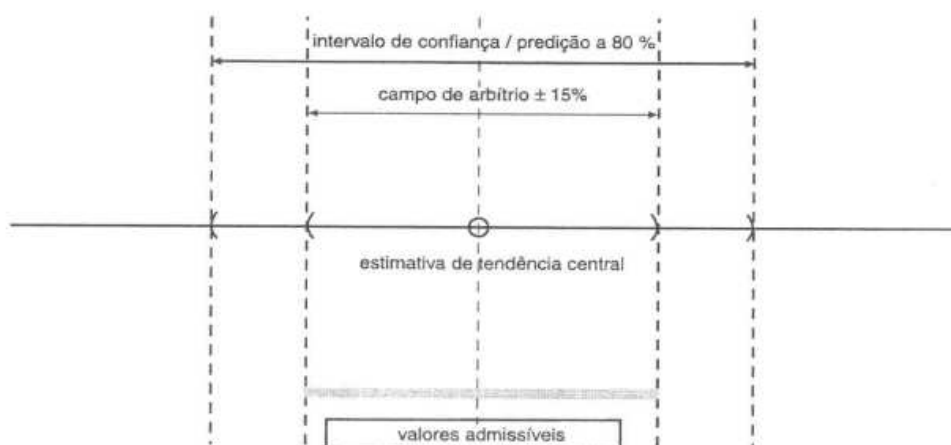 intervalo de confiança / predição a 80 %
campo de arbítrio ± 15%
estimativa de tendência central
valores admissíveis